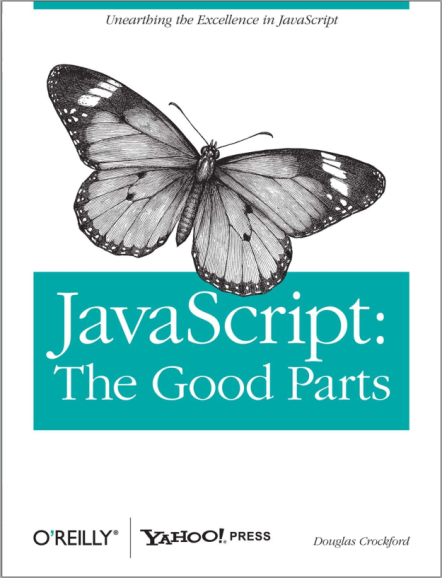 Unearthing the Excellence in JavaScript
JavaScript:
The Good Parts
O'REILLY®
YAHOO!® PRESS
Douglas Crockford